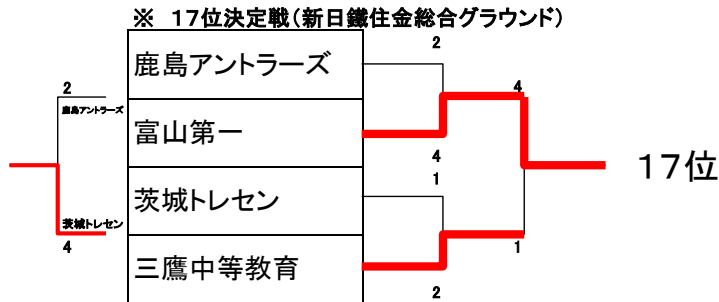 ※ 17位決定戦(新日鐵住金総合グラウンド)
2
鹿島アントラーズ
2
4
鹿島アントラーズ
富山第一
4
17位
1
茨城トレセン
茨城トレセン
4
1
三鷹中等教育
2